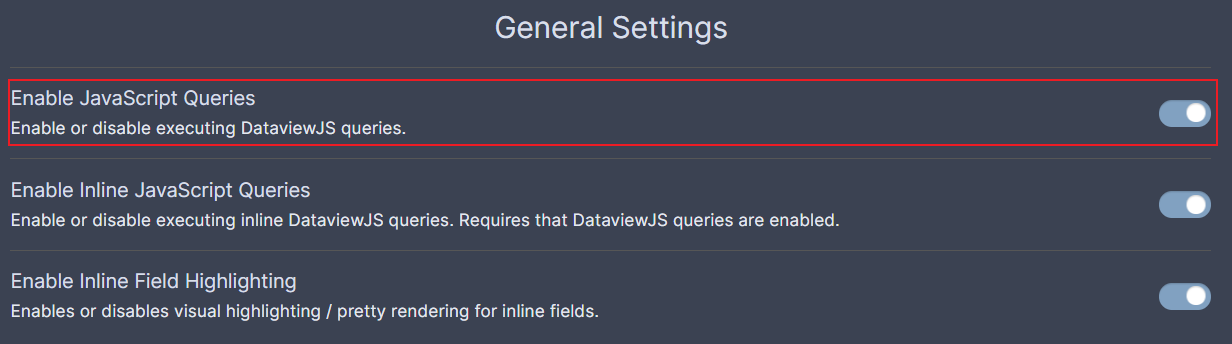 General Settings
Enable JavaScript Queries
Enable or disable executing DataviewJS queries.
Enable Inline JavaScript Queries
Enable or disable executing inline DataviewJS queries. Requires that DataviewJS queries are enabled.
Enable Inline Field Highlighting
Enables or disables visual highlighting / pretty rendering for inline fields.